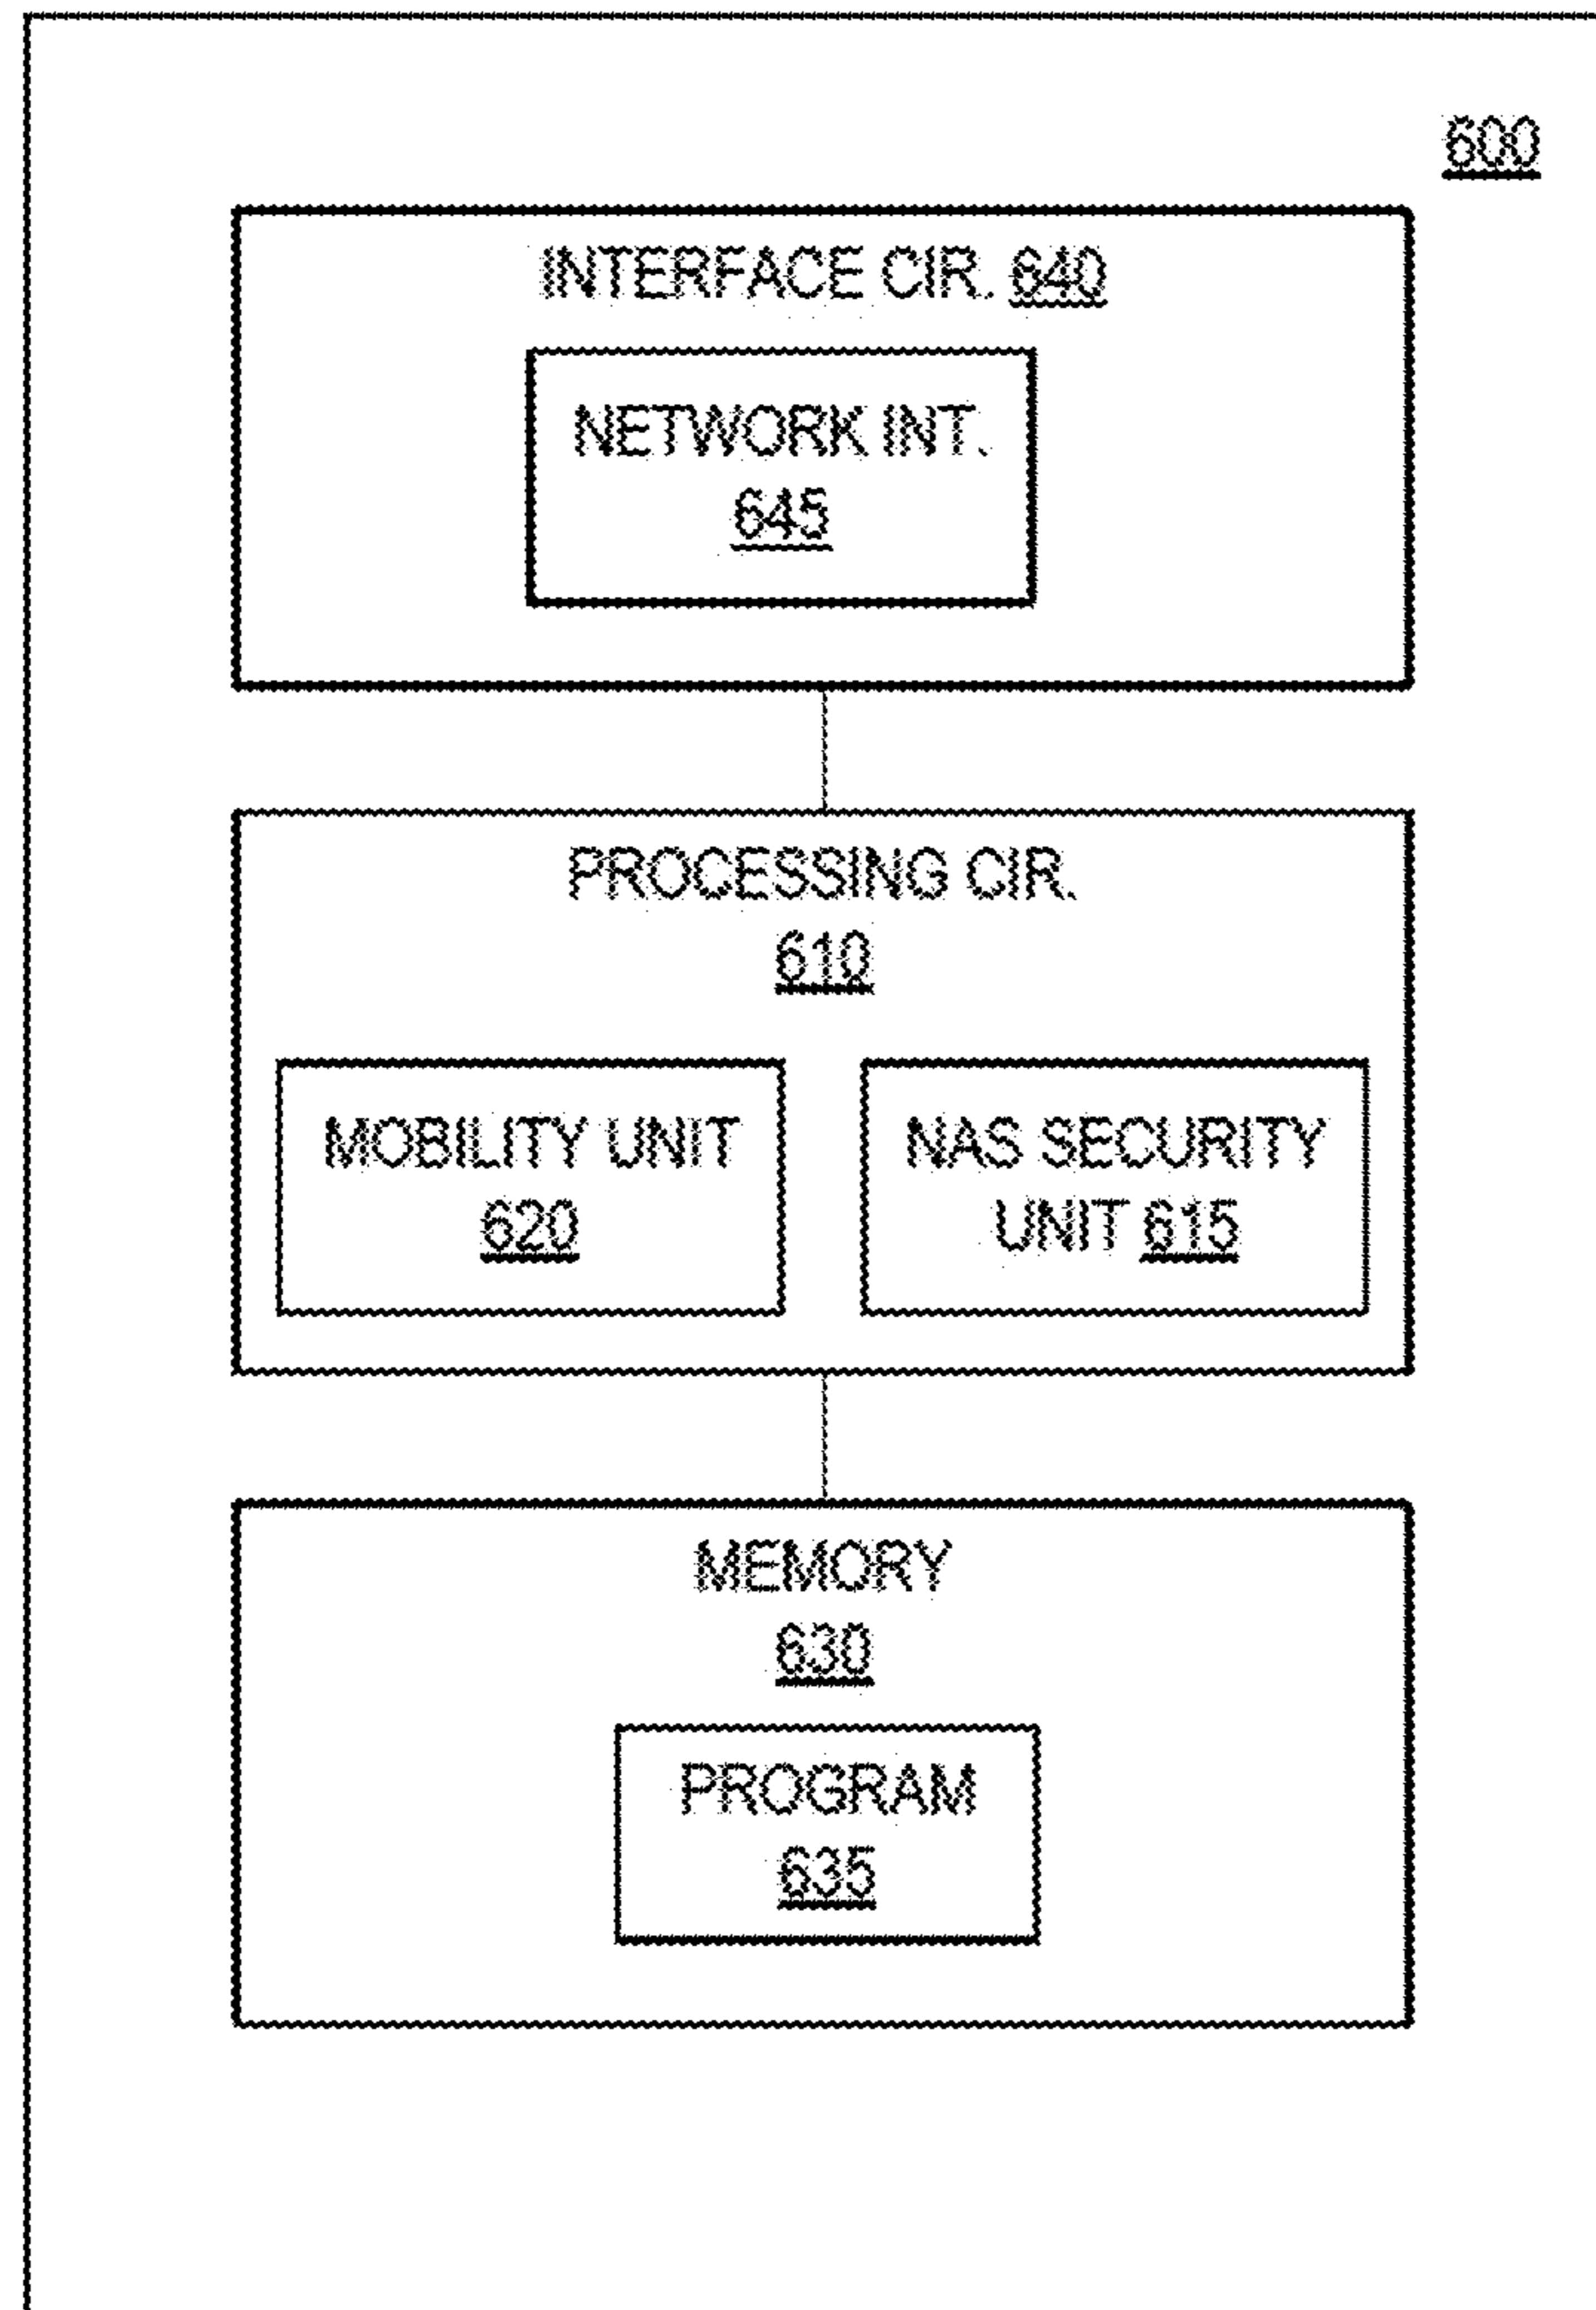 600
INTERFACE CIR. 640
NETWORK INT.
645
PROCESSING CIR.
610
MOBILITY UNIT
620
NAS SECURITY
UNIT 615
MEMORY
630
PROGRAM
635